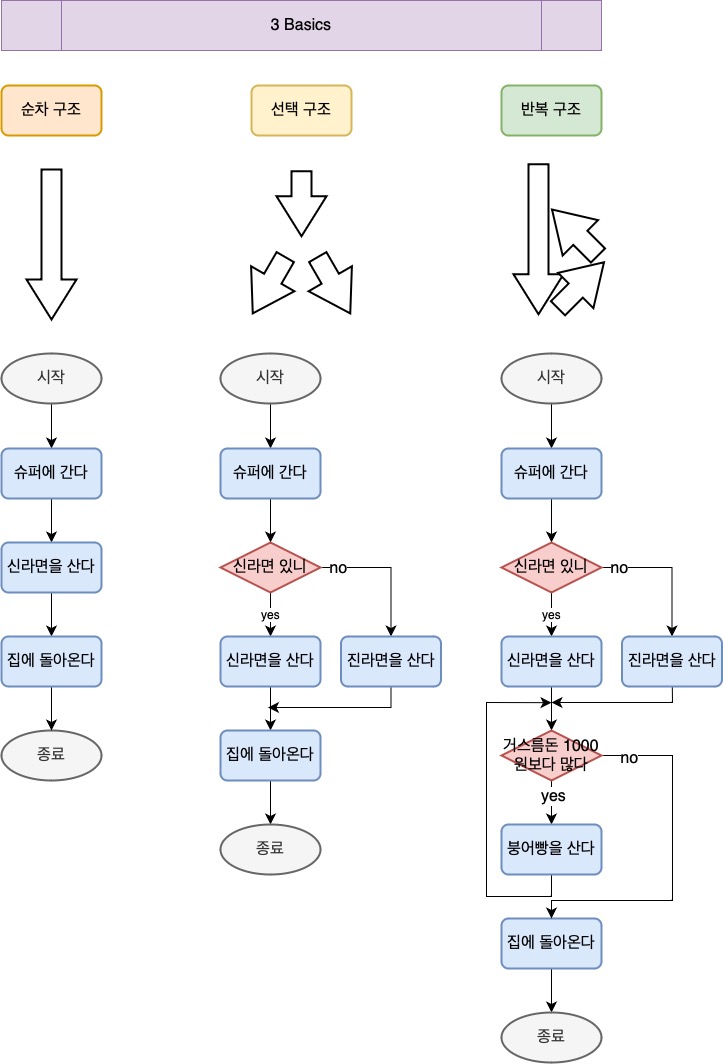 3 Basics
순차 구조
선택 구조
반복 구조
시작
시작
시작
슈퍼에 간다
슈퍼에 간다
슈퍼에 간다
신라면을 산다
신라면 있니
no
신라면 있니
no
yes
yes
집에 돌아온다
신라면을 산다
진라면을 산다
신라면을 산다
진라면을 산다
종료
집에 돌아온다
거스름돈 1000
원보다 많다
no
yes
종료
붕어빵을 산다
집에 돌아온다
종료